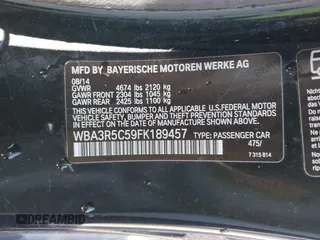 MFD BY BAYERISCHE MOTOREN WERKE AG
08/14
GVWR 4674 lbs 2120 kg
GAWR FRONT 2304 lbs 1045 kg
GAWR REAR 2425 lbs 1100 kg
THIS VEHICLE CONFORMS TO ALL APPLICABLE U.S. FEDERAL MOTOR
VEHICLE SAFETY, BUMPER, AND THEFT PREVENTION STANDARDS
IN EFFECT ON THE DATE OF MANUFACTURE SHOWN ABOVE.
WBA3R5C59FK189457 TYPE: PASSENGER CAR
475/
7 315 814
DREAMBID